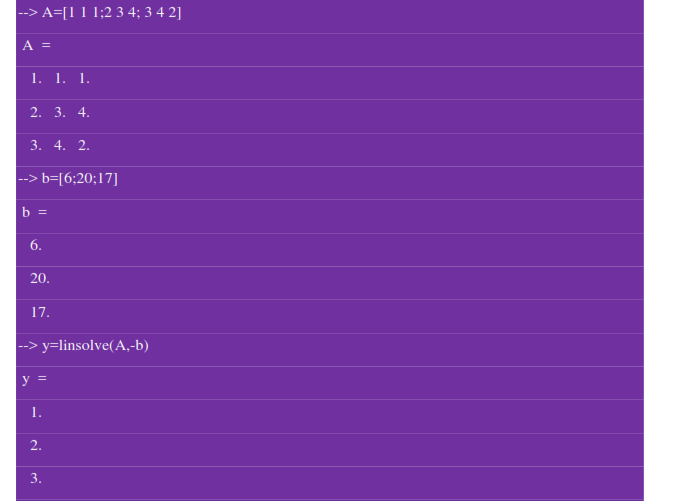 --> A=[1 1 1;2 3 4; 3 4 2]
A =
1. 1. 1.
2. 3. 4.
3. 4. 2.
--> b=[6;20;17]
b =
6.
20.
17.
--> y=linsolve(A,-b)
y =
1.
2.
3.